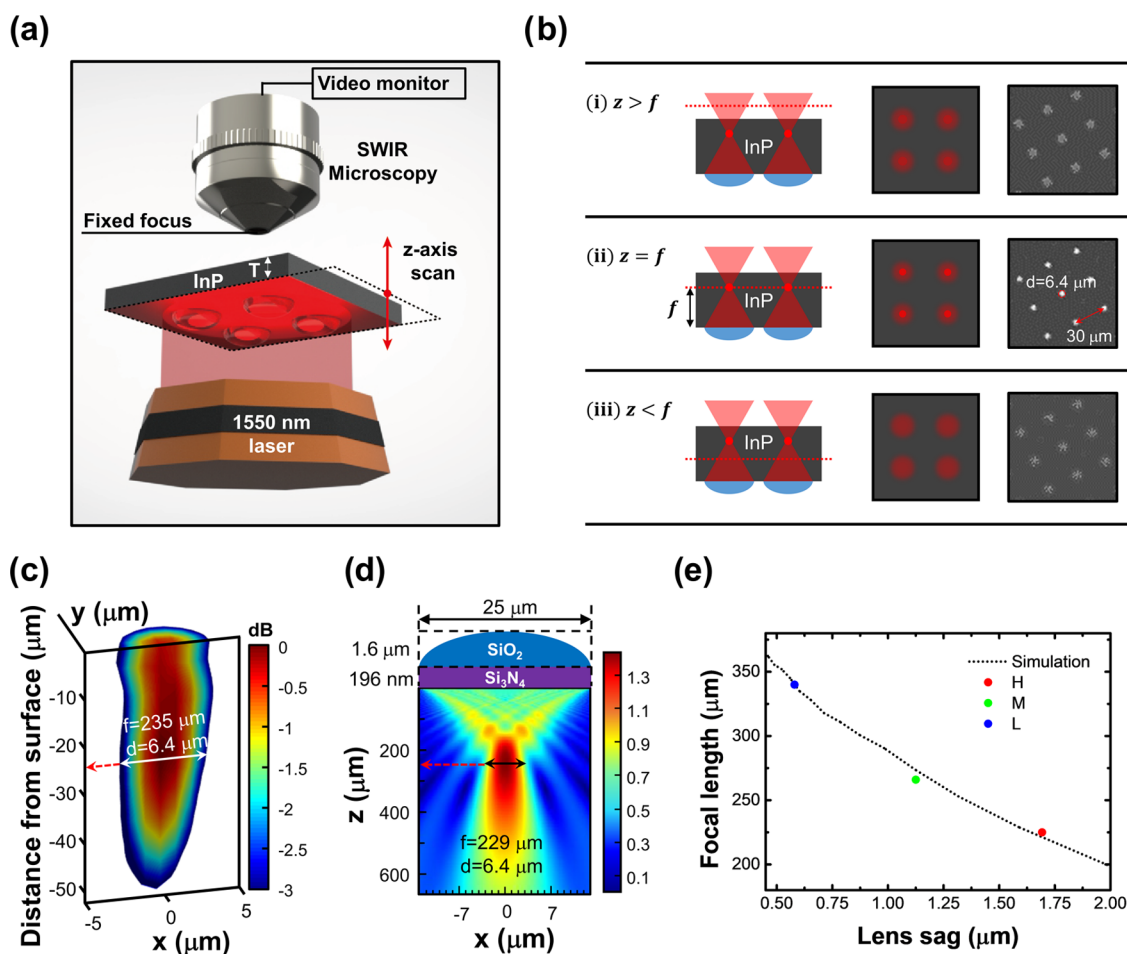 (a)
Video monitor
SWIR
Microscopy
Fixed focus
z-axis
scan
T
InP
1550 nm
laser
(b)
(i) z > f
InP
(ii) z = f
f
InP
d=6.4 μm
30 μm
(iii) z < f
InP
(c)
y (μm)
dB
Distance from surface (μm)
0
-10
-20
-30
-40
-50
f=235 μm
d=6.4 μm
-0.5
-1
-1.5
-2
-2.5
-3
-5
0
5
x (μm)
(d)
25 μm
1.6 μm
SiO2
196 nm
Si3N4
z (μm)
200
400
600
f=229 μm
d=6.4 μm
1.3
1.1
0.9
0.7
0.5
0.3
0.1
-7
0
7
x (μm)
(e)
Focal length (μm)
350
300
250
200
Simulation
H
M
L
0.50
0.75
1.00
1.25
1.50
1.75
2.00
Lens sag (μm)